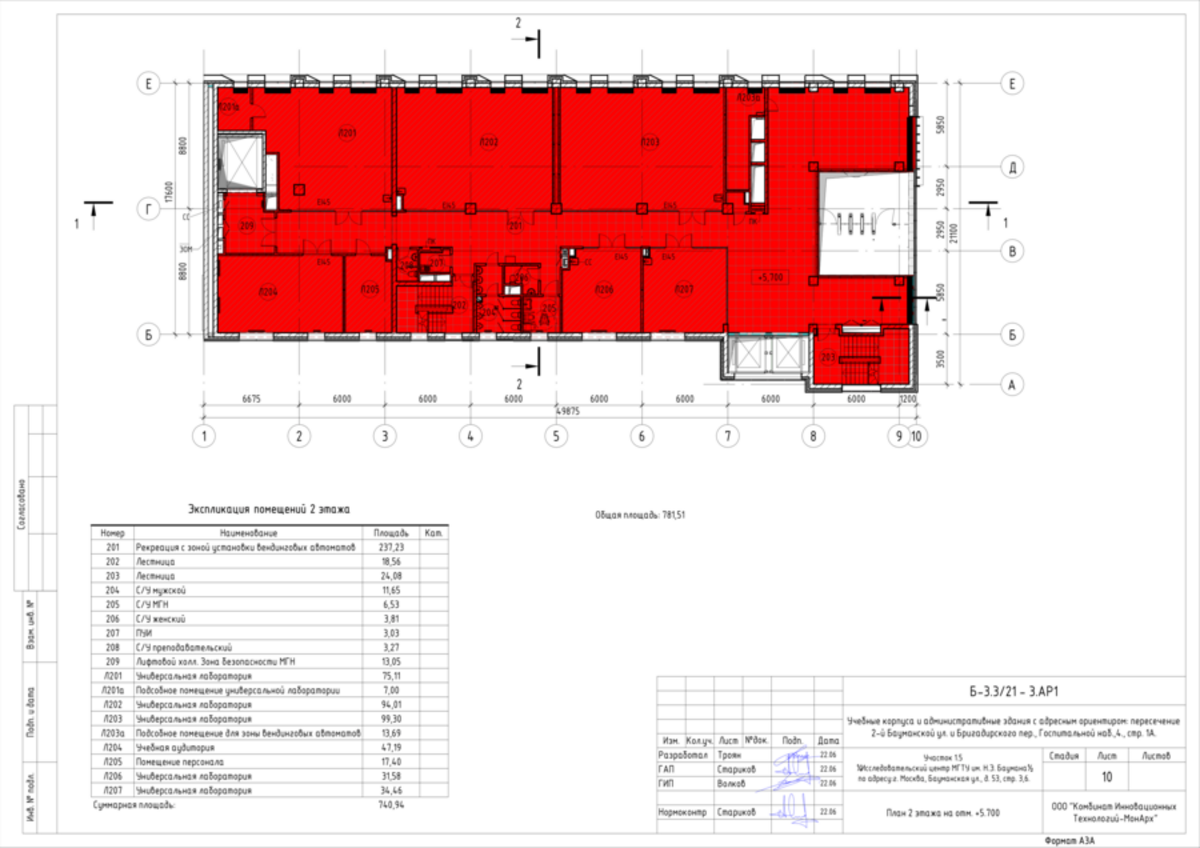 2
Е
Е
Л201а
Л201
Л202
Л203
Л203а
5850
8800
17600
Д
2950
1
Г
СС
209
ЗОМ
EI45
EI45
EI45
201
ПК
2950
21100
1
В
8800
EI45
ПК
СС
EI45
EI45
+5,700
5850
Л204
Л205
207
202
205
Л206
Л207
Б
Б
203
3500
А
2
6675
6000
6000
6000
6000
6000
6000
6000
1200
49875
1
2
3
4
5
6
7
8
9
10
Экспликация помещений 2 этажа
Общая площадь: 781,51
Номер Наименование Площадь Кат.
201 Рекреация с зоной установки вендинговых автоматов 237,23
202 Лестница 18,56
203 Лестница 24,08
204 С/У мужской 11,65
205 С/У МГН 6,53
206 С/У женский 3,81
207 ПУИ 3,03
208 С/У преподавательский 3,27
209 Лифтовой холл. Зона безопасности МГН 13,05
Л201 Универсальная лаборатория 75,11
Л201а Подсобное помещение универсальной лаборатории 7,00
Л202 Универсальная лаборатория 94,01
Л203 Универсальная лаборатория 99,30
Л203а Подсобное помещение для зоны вендинговых автоматов 13,69
Л204 Учебная аудитория 47,19
Л205 Помещение персонала 17,40
Л206 Универсальная лаборатория 31,58
Л207 Универсальная лаборатория 34,46
Суммарная площадь: 740,94
Согласовано
Взам. инв. №
Подп. и дата
Инв. № подл.
Б-3.3/21 - 3.АР1
Учебные корпуса и административные здания с адресным ориентиром: пересечение
2-й Бауманской ул. и Бригадирского пер., Госпитальной наб.,4., стр. 1А.
Изм. Кол.уч. Лист №док. Подп. Дата
Разработал Троян 22.06
ГАП Стариков 22.06
ГИП Волков 22.06
Нормоконтр Стариков 22.06
Участок 1.5
\\Исследовательский центр МГТУ им. Н.Э. Баумана\\
по адресу:г. Москва, Бауманская ул., д. 53, стр. 3,6.
Стадия Лист Листов
10
План 2 этажа на отм. +5.700
ООО "Комбинат Инновационных
Технологий-МонАрх"
Формат А3А